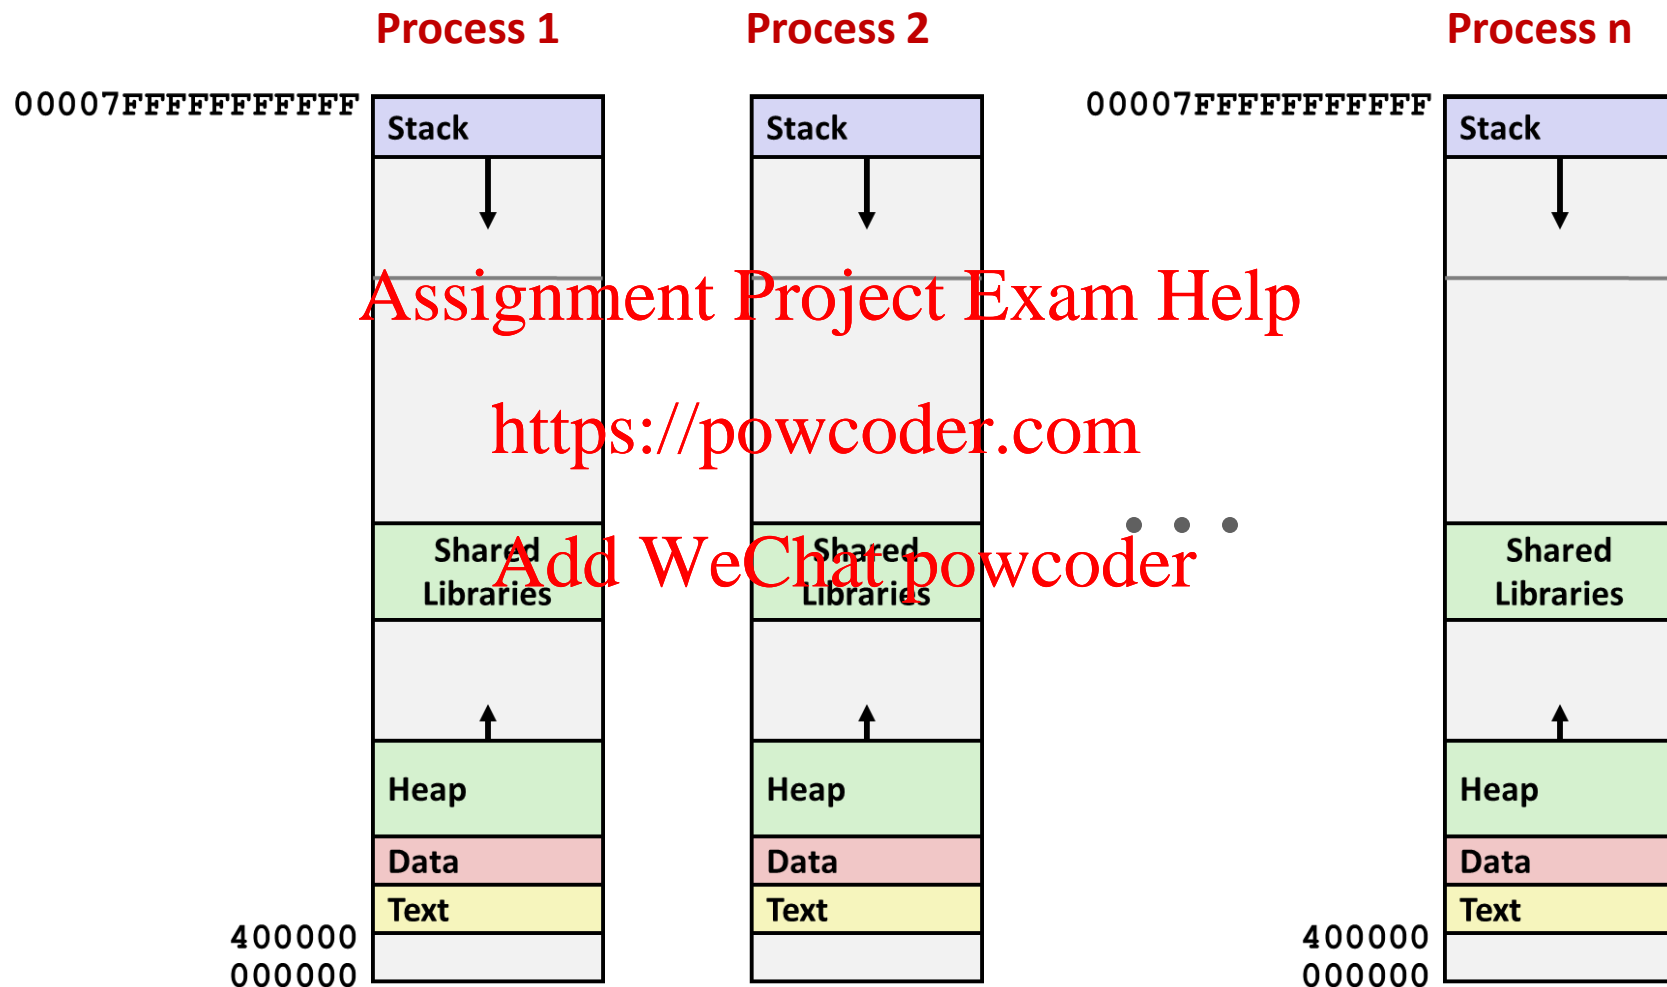 Process 1 Process 2 Process n
00007FFFFFFFFFFF 00007FFFFFFFFFFF
Stack Stack Stack
Assignment Project Exam Help
https://powcoder.com
Shared Shared Shared
Add WeChat powcoder
Libraries Libraries Libraries
Heap Heap Heap
Data Data Data
Text Text Text
400000 400000
000000 000000